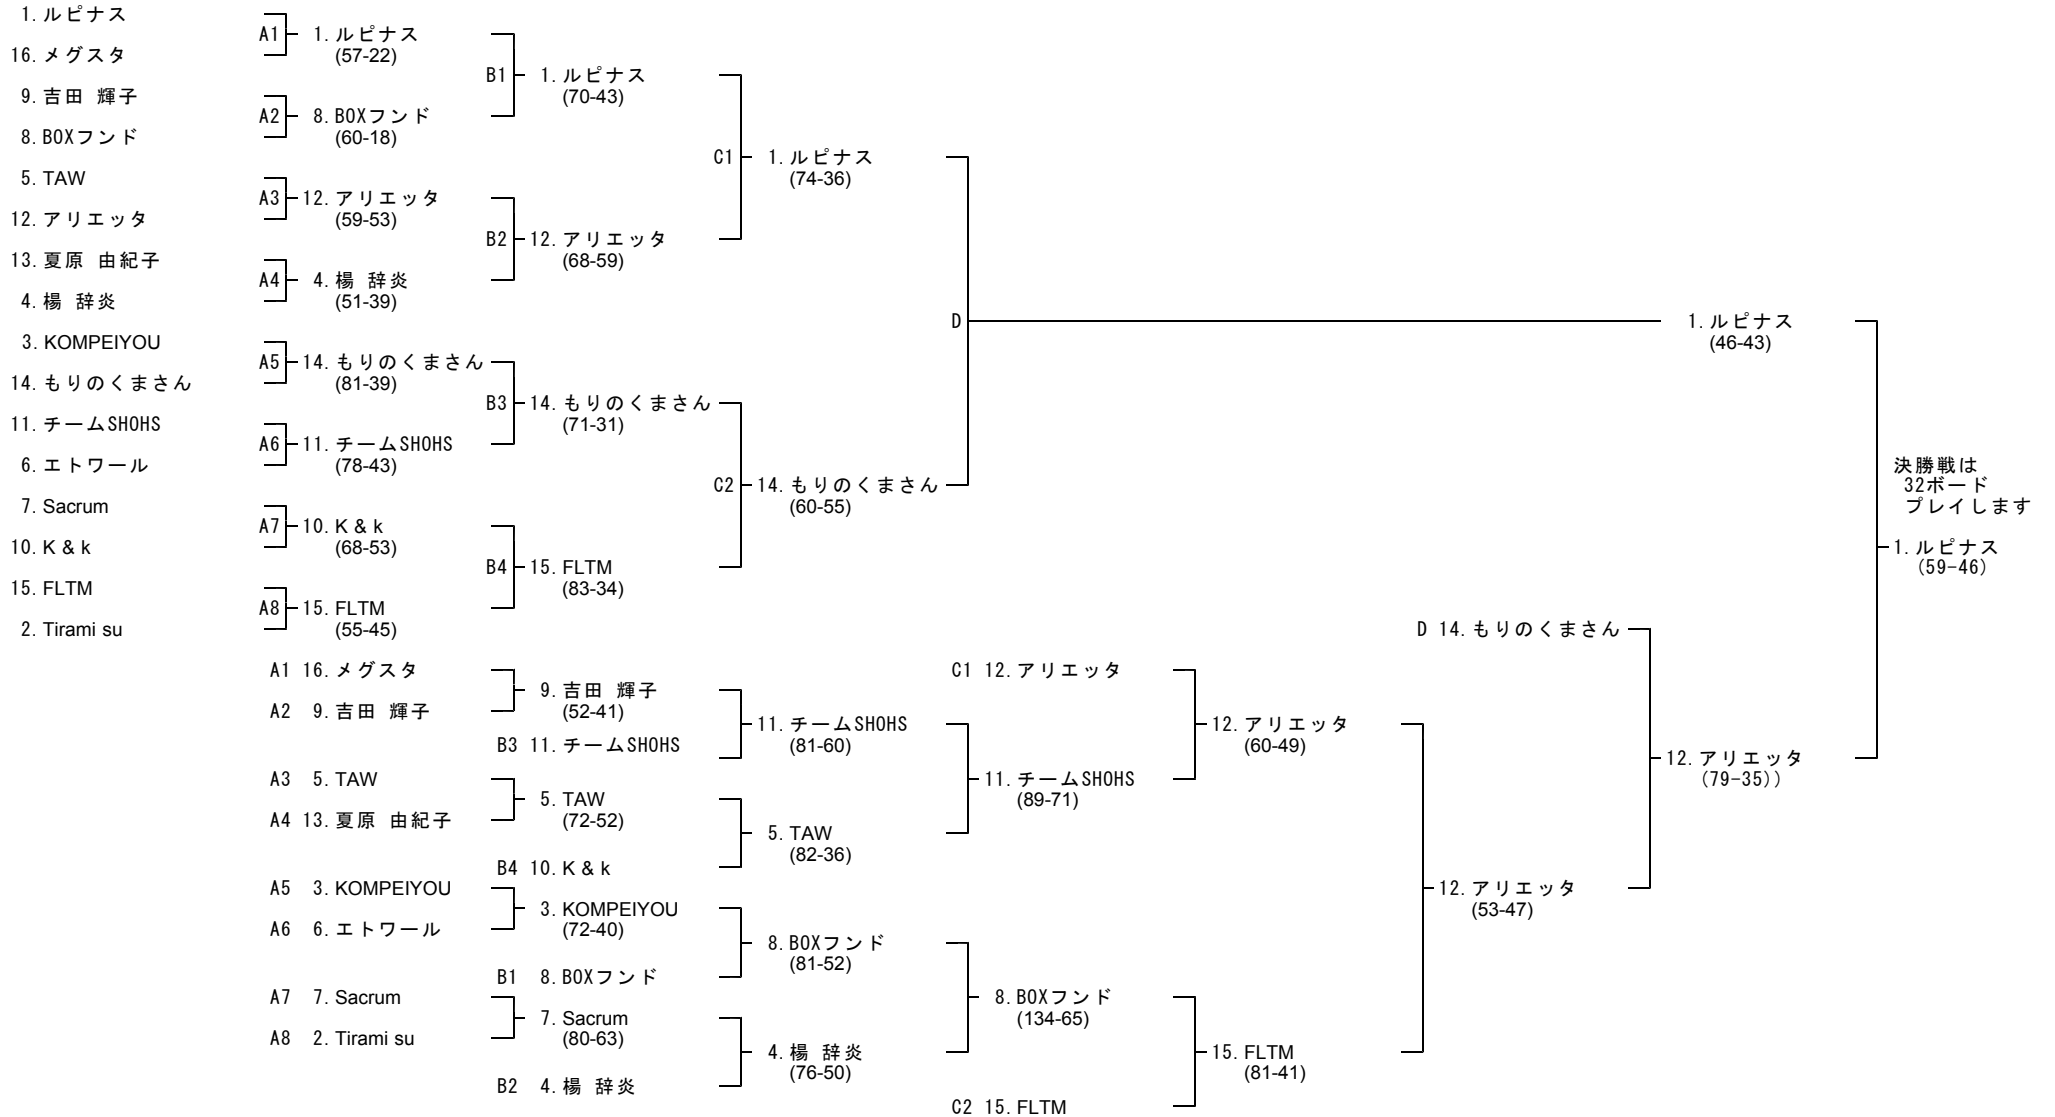 1. ルピナス
16. メグスタ
9. 吉田 輝子
8. BOXフンド
5. TAW
12. アリエッタ
13. 夏原 由紀子
4. 楊 辞炎
3. KOMPEIYOU
14. もりのくまさん
11. チームSHOHS
6. エトワール
7. Sacrum
10. K & k
15. FLTM
2. Tirami su
A1 1. ルピナス
(57-22)
A2 8. BOXフンド
(60-18)
A3 12. アリエッタ
(59-53)
A4 4. 楊 辞炎
(51-39)
A5 14. もりのくまさん
(81-39)
A6 11. チームSHOHS
(78-43)
A7 10. K & k
(68-53)
A8 15. FLTM
(55-45)
B1 1. ルピナス
(70-43)
B2 12. アリエッタ
(68-59)
B3 14. もりのくまさん
(71-31)
B4 15. FLTM
(83-34)
C1 1. ルピナス
(74-36)
C2 14. もりのくまさん
(60-55)
D
1. ルピナス
(46-43)
決勝戦は
32ボード
プレイします
1. ルピナス
(59-46)
A1 16. メグスタ
A2 9. 吉田 輝子
A3 5. TAW
A4 13. 夏原 由紀子
A5 3. KOMPEIYOU
A6 6. エトワール
A7 7. Sacrum
A8 2. Tirami su
9. 吉田 輝子
(52-41)
B3 11. チームSHOHS
5. TAW
(72-52)
B4 10. K & k
3. KOMPEIYOU
(72-40)
B1 8. BOXフンド
7. Sacrum
(80-63)
B2 4. 楊 辞炎
11. チームSHOHS
(81-60)
5. TAW
(82-36)
8. BOXフンド
(81-52)
4. 楊 辞炎
(76-50)
C1 12. アリエッタ
11. チームSHOHS
(89-71)
8. BOXフンド
(134-65)
C2 15. FLTM
12. アリエッタ
(60-49)
15. FLTM
(81-41)
D 14. もりのくまさん
12. アリエッタ
(53-47)
12. アリエッタ
(79-35))